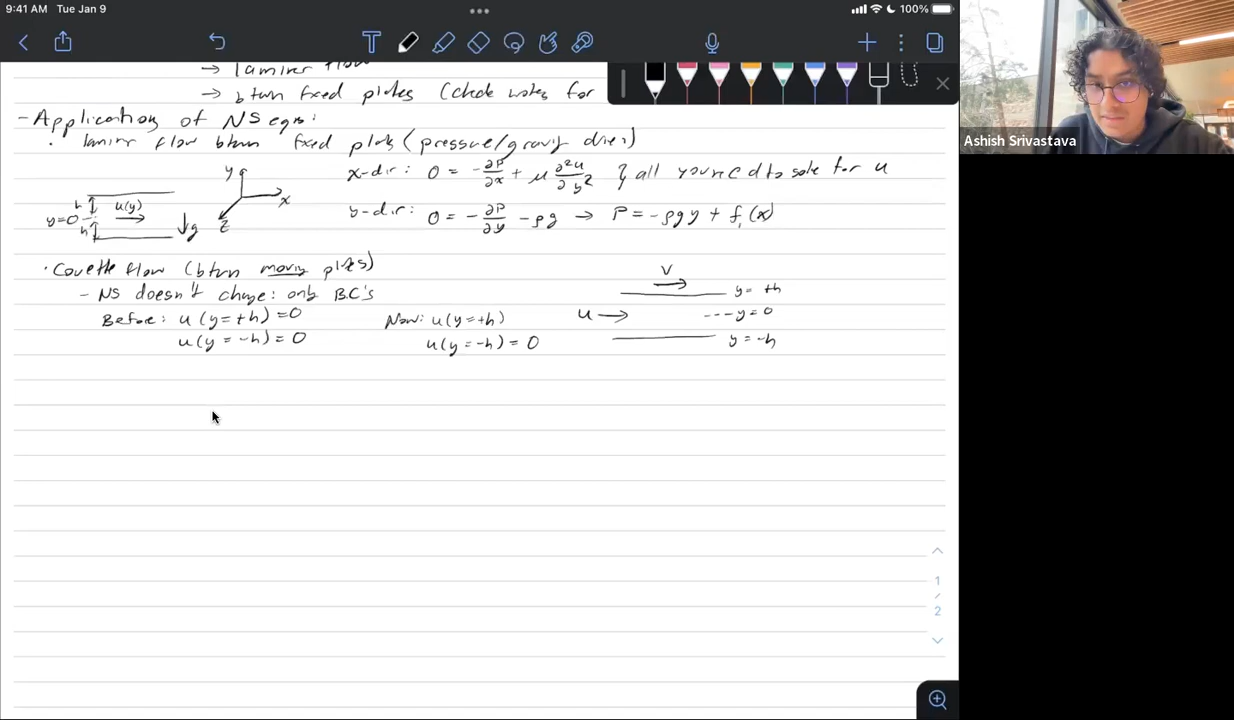 9:41 AM Tue Jan 9
100%
→ laminar flow
→ btwn fixed plates (check notes for
Ashish Srivastava
- Application of NS eqn:
· laminar flow btwn fixed plates (pressure/gravity driven)
x-dir: 0 = -∂P/∂x + μ ∂²u/∂y² } all you need to solve for u
y-dir: 0 = -∂P/∂y - ρg → P = -ρgy + f₁(x)
y
x
z
h
y=0
h
u(y)
g
· Couette flow (btwn moving plates)
- NS doesn't change: only B.C's
Before: u(y=+h)=0
u(y=-h)=0
Now: u(y=+h)
u(y=-h)=0
V
y=+h
u →
---y=0
y=-h
1
/
2